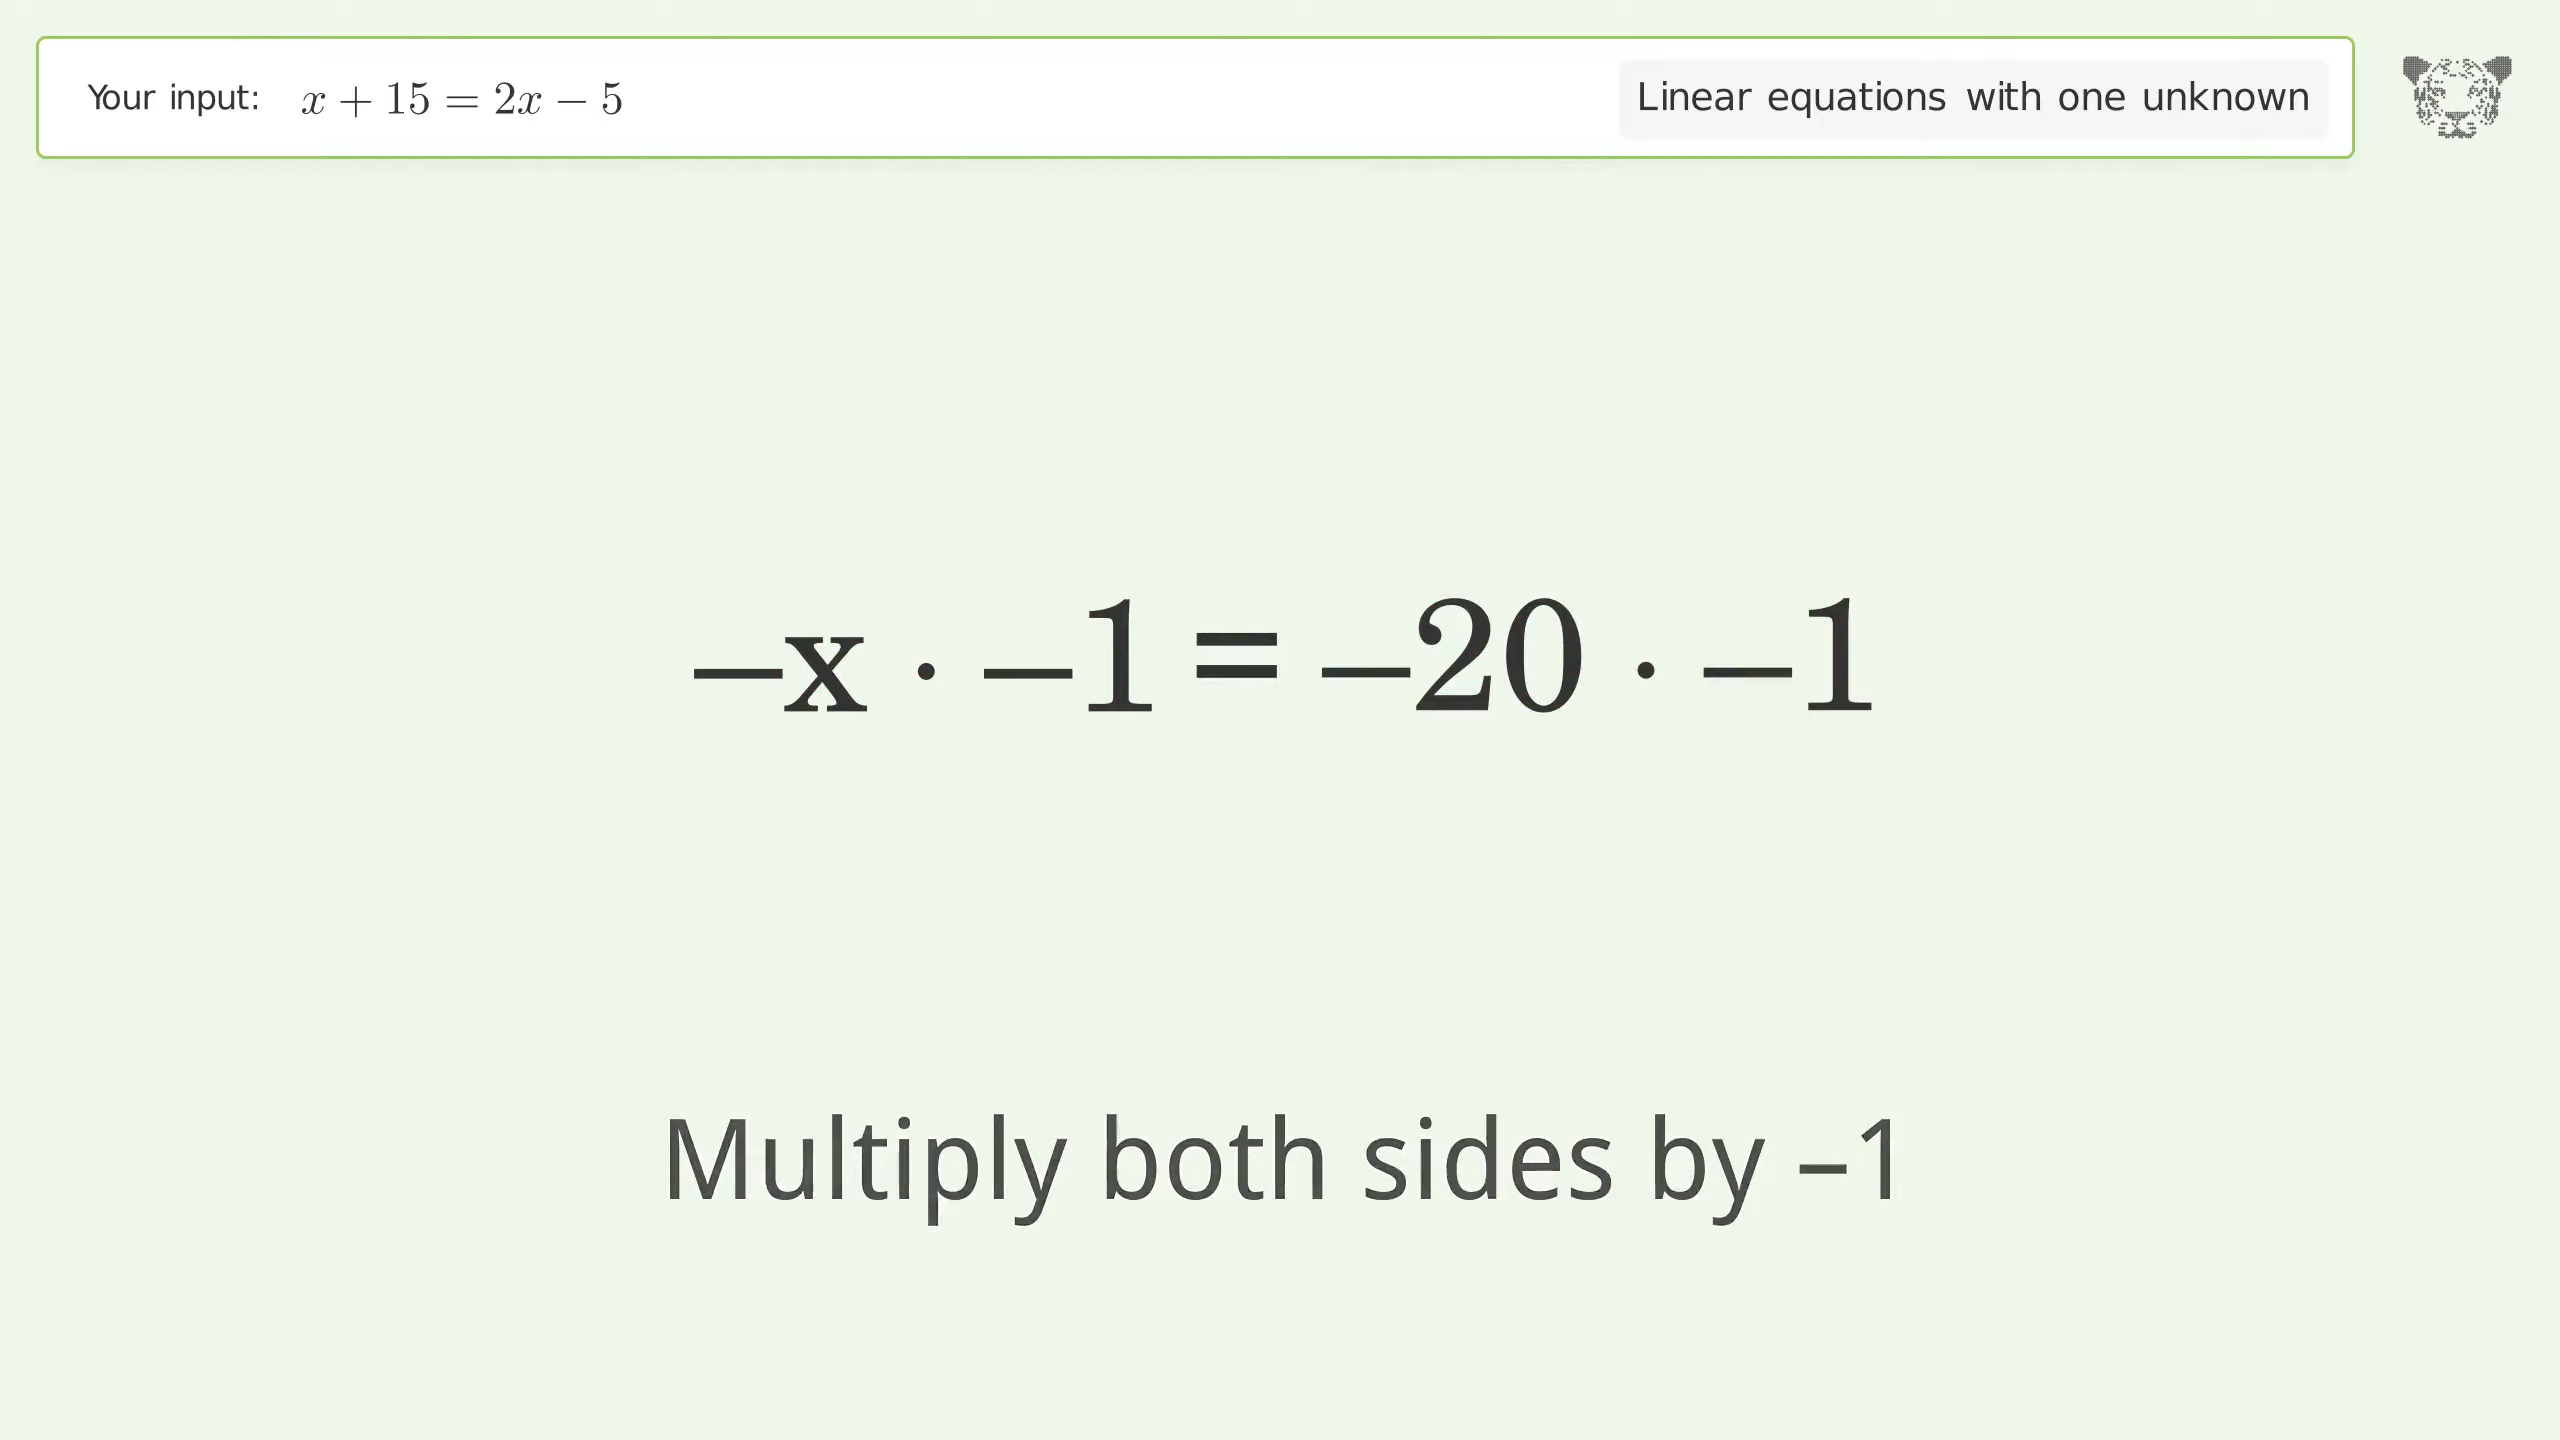 Your input: x + 15 = 2x − 5
Linear equations with one unknown
–x · –1 = –20 · –1
Multiply both sides by –1